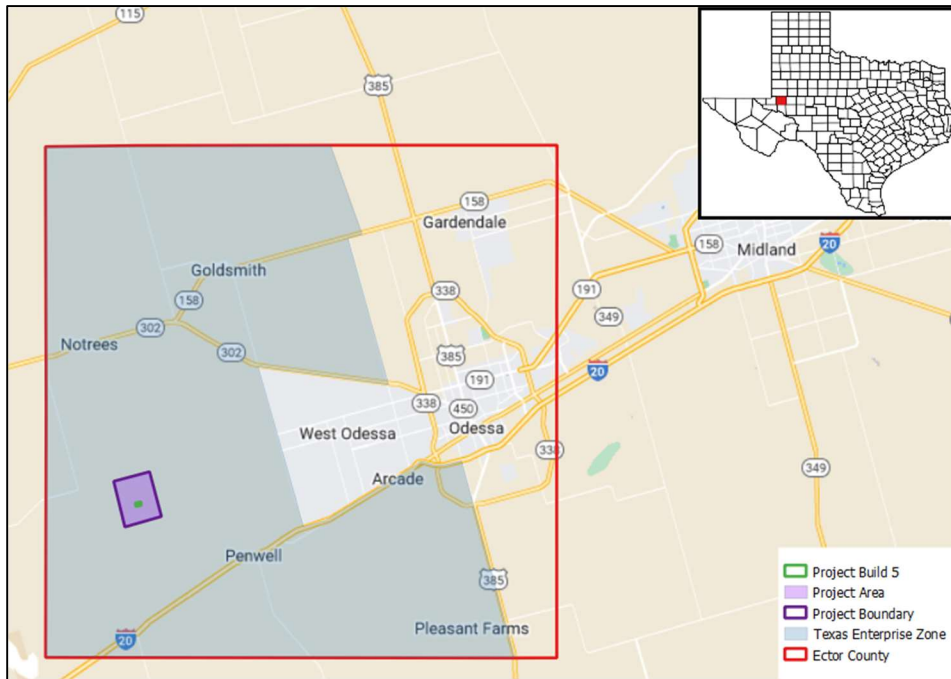 115
385
158
Gardendale
158
Midland
20
Goldsmith
158
338
191
349
302
Notrees
302
385
20
191
338
450
West Odessa
Odessa
338
Arcade
349
Penwell
385
Pleasant Farms
20
Project Build 5
Project Area
Project Boundary
Texas Enterprise Zone
Ector County